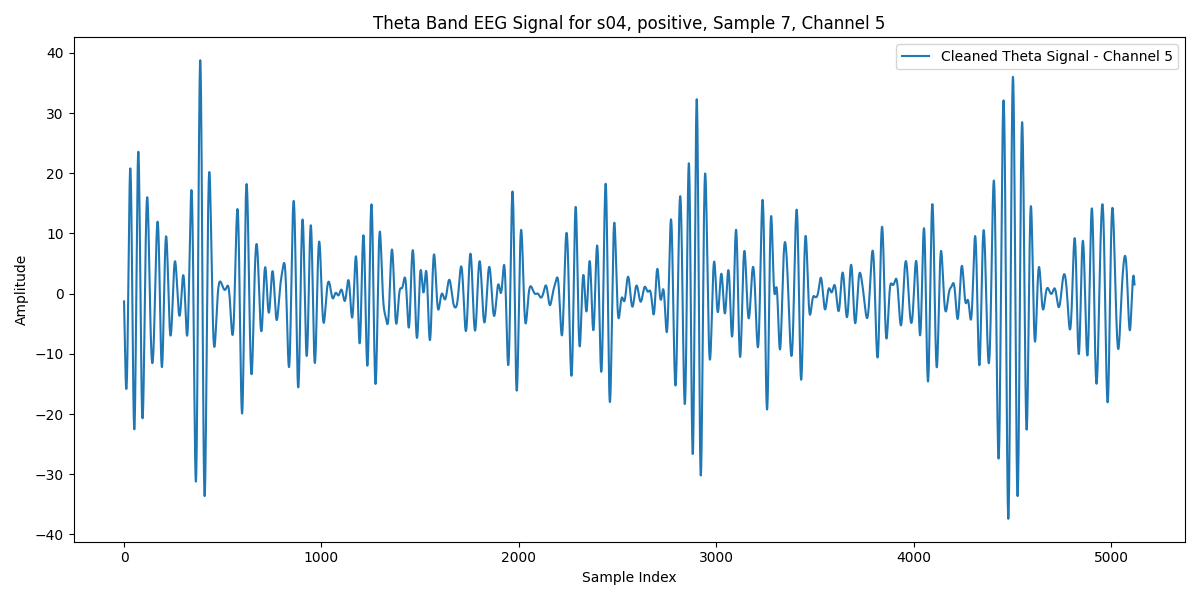 Theta Band EEG Signal for s04, positive, Sample 7, Channel 5
Cleaned Theta Signal - Channel 5
Amplitude
40
30
20
10
0
−10
−20
−30
−40
0 1000 2000 3000 4000 5000
Sample Index